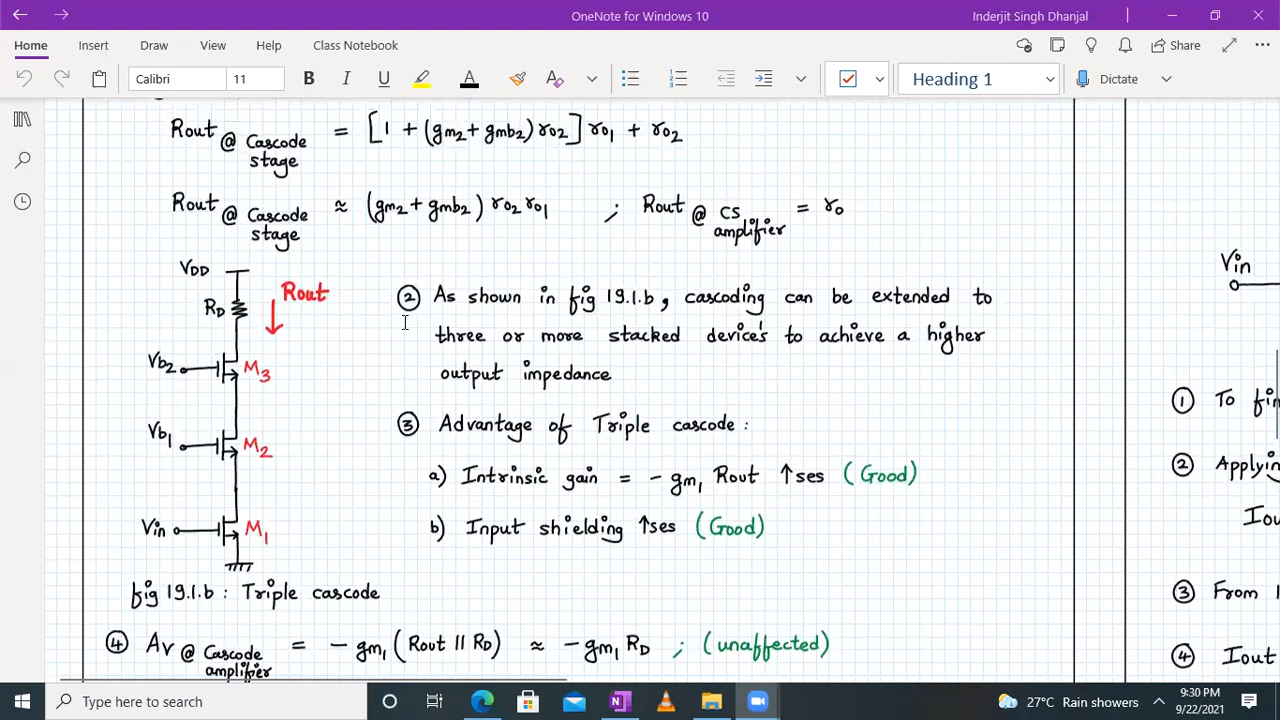 OneNote for Windows 10
Inderjit Singh Dhanjal
Home Insert Draw View Help Class Notebook Share
Calibri 11 B I U A Heading 1 Dictate
Rout @ Cascode stage = [1 + (gm2 + gmb2) ro2] ro1 + ro2
Rout @ Cascode stage ≈ (gm2 + gmb2) ro2 ro1 ; Rout @ CS amplifier = ro
VDD
RD
Rout
Vb2
M3
Vb1
M2
Vin
M1
fig 19.1.b : Triple cascode
② As shown in fig 19.1.b, cascoding can be extended to
three or more stacked device's to achieve a higher
output impedance
③ Advantage of Triple cascode :
a) Intrinsic gain = - gm1 Rout ↑ses (Good)
b) Input shielding ↑ses (Good)
④ Av @ Cascode amplifier = - gm1 (Rout || RD) ≈ - gm1 RD ; (unaffected)
Vin
① To
② Applying
③ From
④ Iout
Type here to search
27°C Rain showers
9:30 PM
9/22/2021